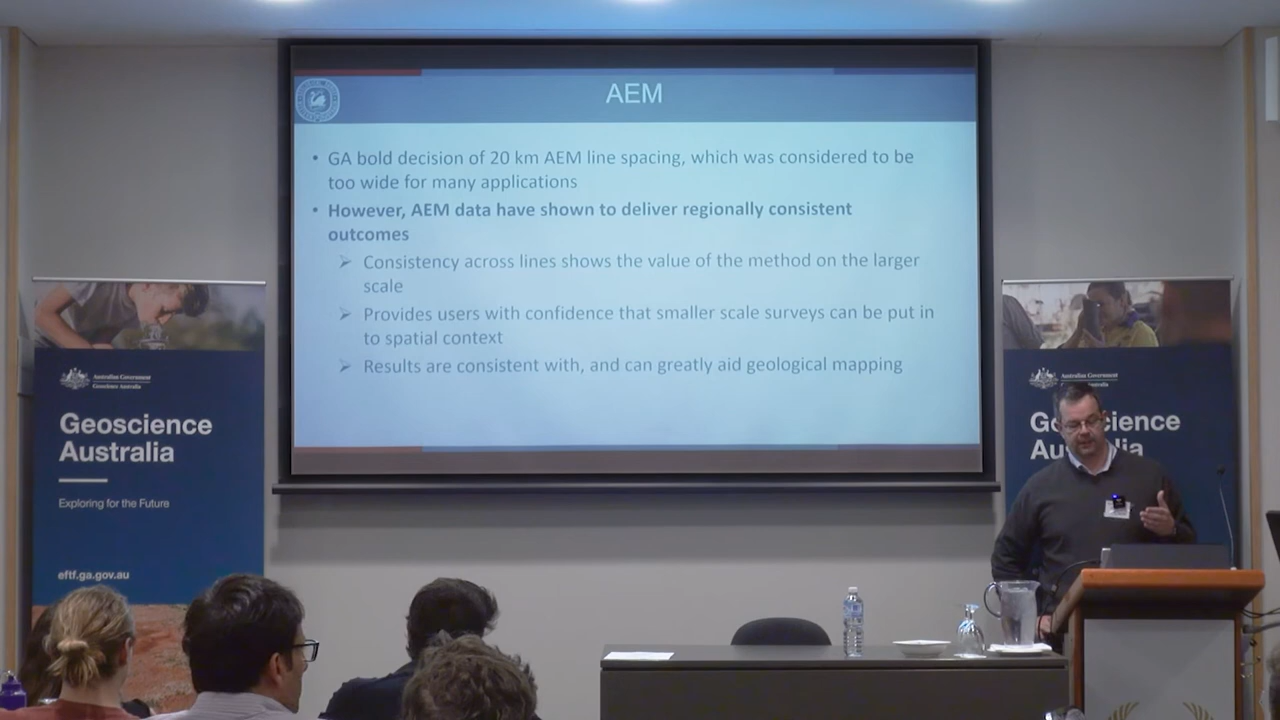 AEM
• GA bold decision of 20 km AEM line spacing, which was considered to be
too wide for many applications
• However, AEM data have shown to deliver regionally consistent
outcomes
➢ Consistency across lines shows the value of the method on the larger
scale
➢ Provides users with confidence that smaller scale surveys can be put in
to spatial context
➢ Results are consistent with, and can greatly aid geological mapping
Australian Government
Geoscience Australia
Geoscience
Australia
Exploring for the Future
eftf.ga.gov.au
Australian Government
Australia
Ge cience
Au lia